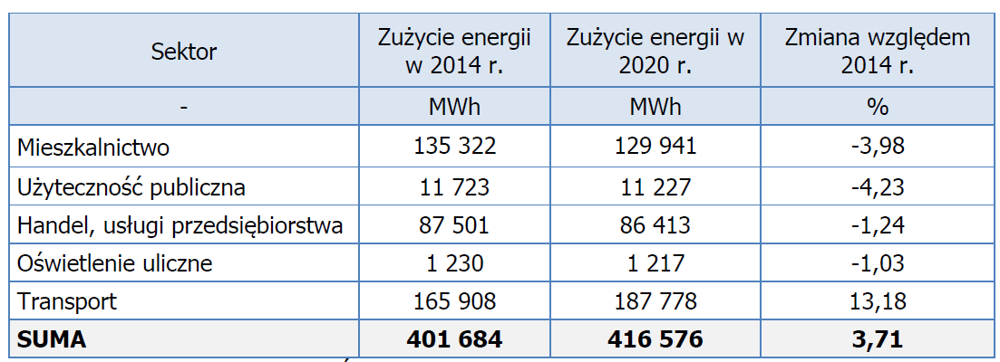 Sektor Zużycie energii w 2014 r. Zużycie energii w 2020 r. Zmiana względem 2014 r.
- MWh MWh %
Mieszkalnictwo 135 322 129 941 -3,98
Użyteczność publiczna 11 723 11 227 -4,23
Handel, usługi przedsiębiorstwa 87 501 86 413 -1,24
Oświetlenie uliczne 1 230 1 217 -1,03
Transport 165 908 187 778 13,18
SUMA 401 684 416 576 3,71